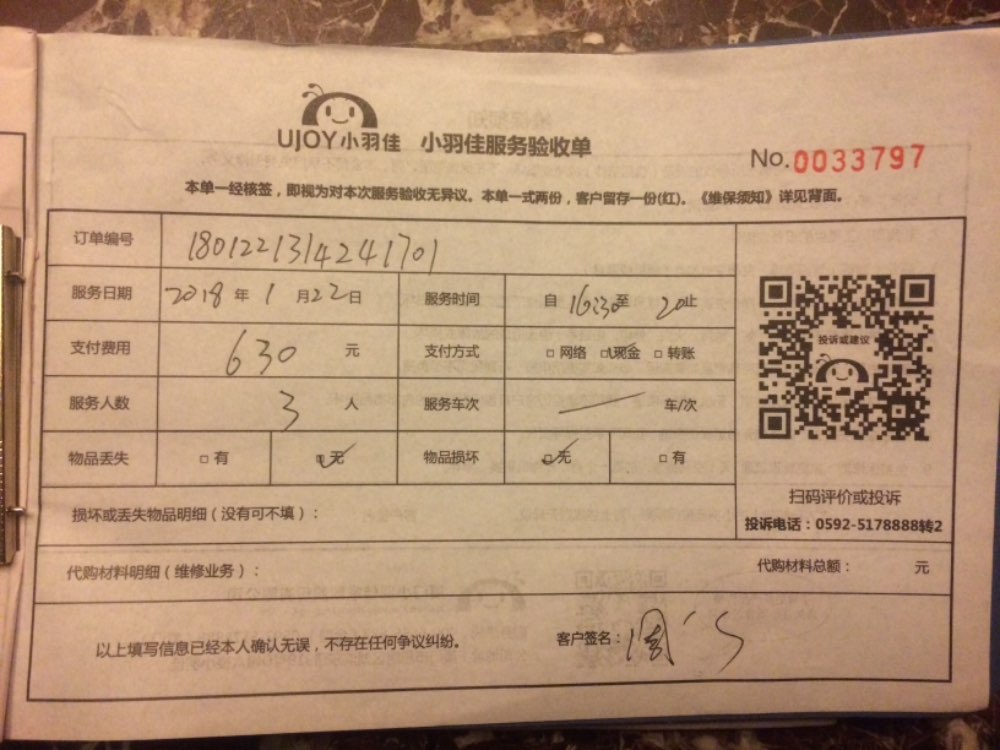 UJOY小羽佳 小羽佳服务验收单
No.0033797
本单一经核签，即视为对本次服务验收无异议。本单一式两份，客户留存一份(红)。《维保须知》详见背面。
订单编号 1801221314241701
服务日期 2018 年 1 月 22 日 服务时间 自 16:30 至 20 止
支付费用 630 元 支付方式 □ 网络 □ 现金 □ 转账
服务人数 3 人 服务车次 — 车/次
物品丢失 □ 有 □ 无 物品损坏 □ 无 □ 有
投诉或建议
扫码评价或投诉
投诉电话：0592-5178888转2
损坏或丢失物品明细（没有可不填）：
代购材料明细（维修业务）： 代购材料总额： 元
以上填写信息已经本人确认无误，不存在任何争议纠纷。 客户签名：周